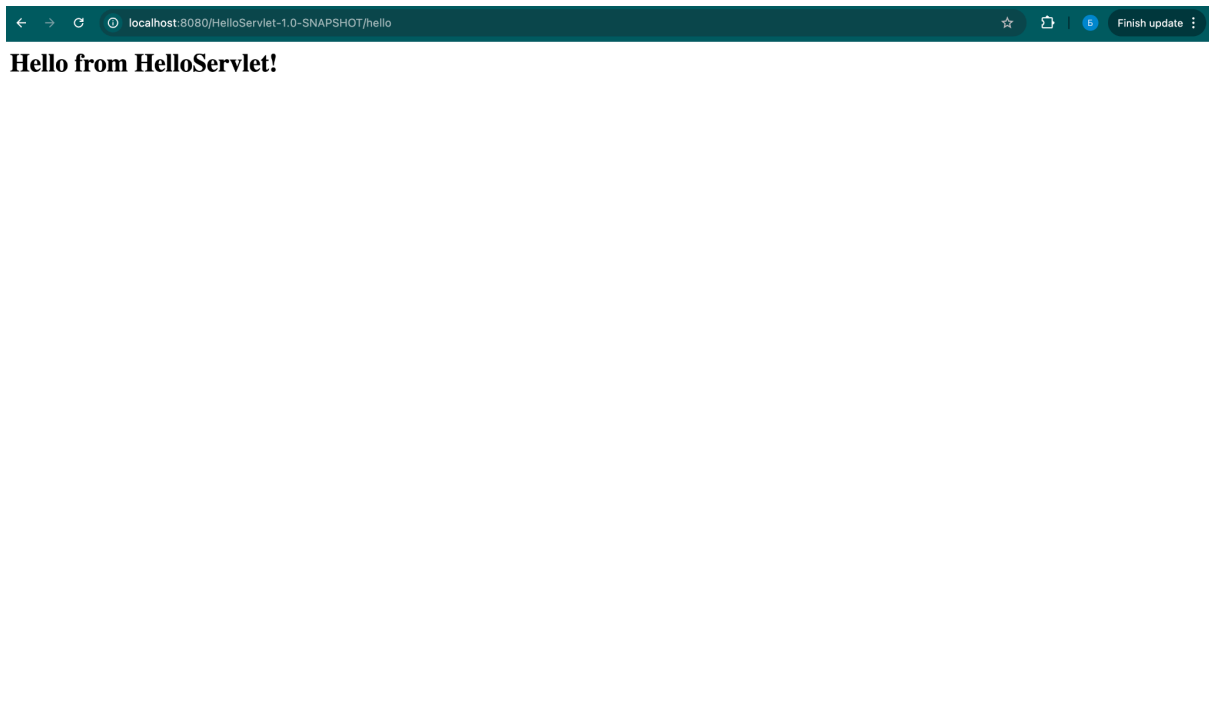 localhost:8080/HelloServlet-1.0-SNAPSHOT/hello
Б
Finish update
Hello from HelloServlet!